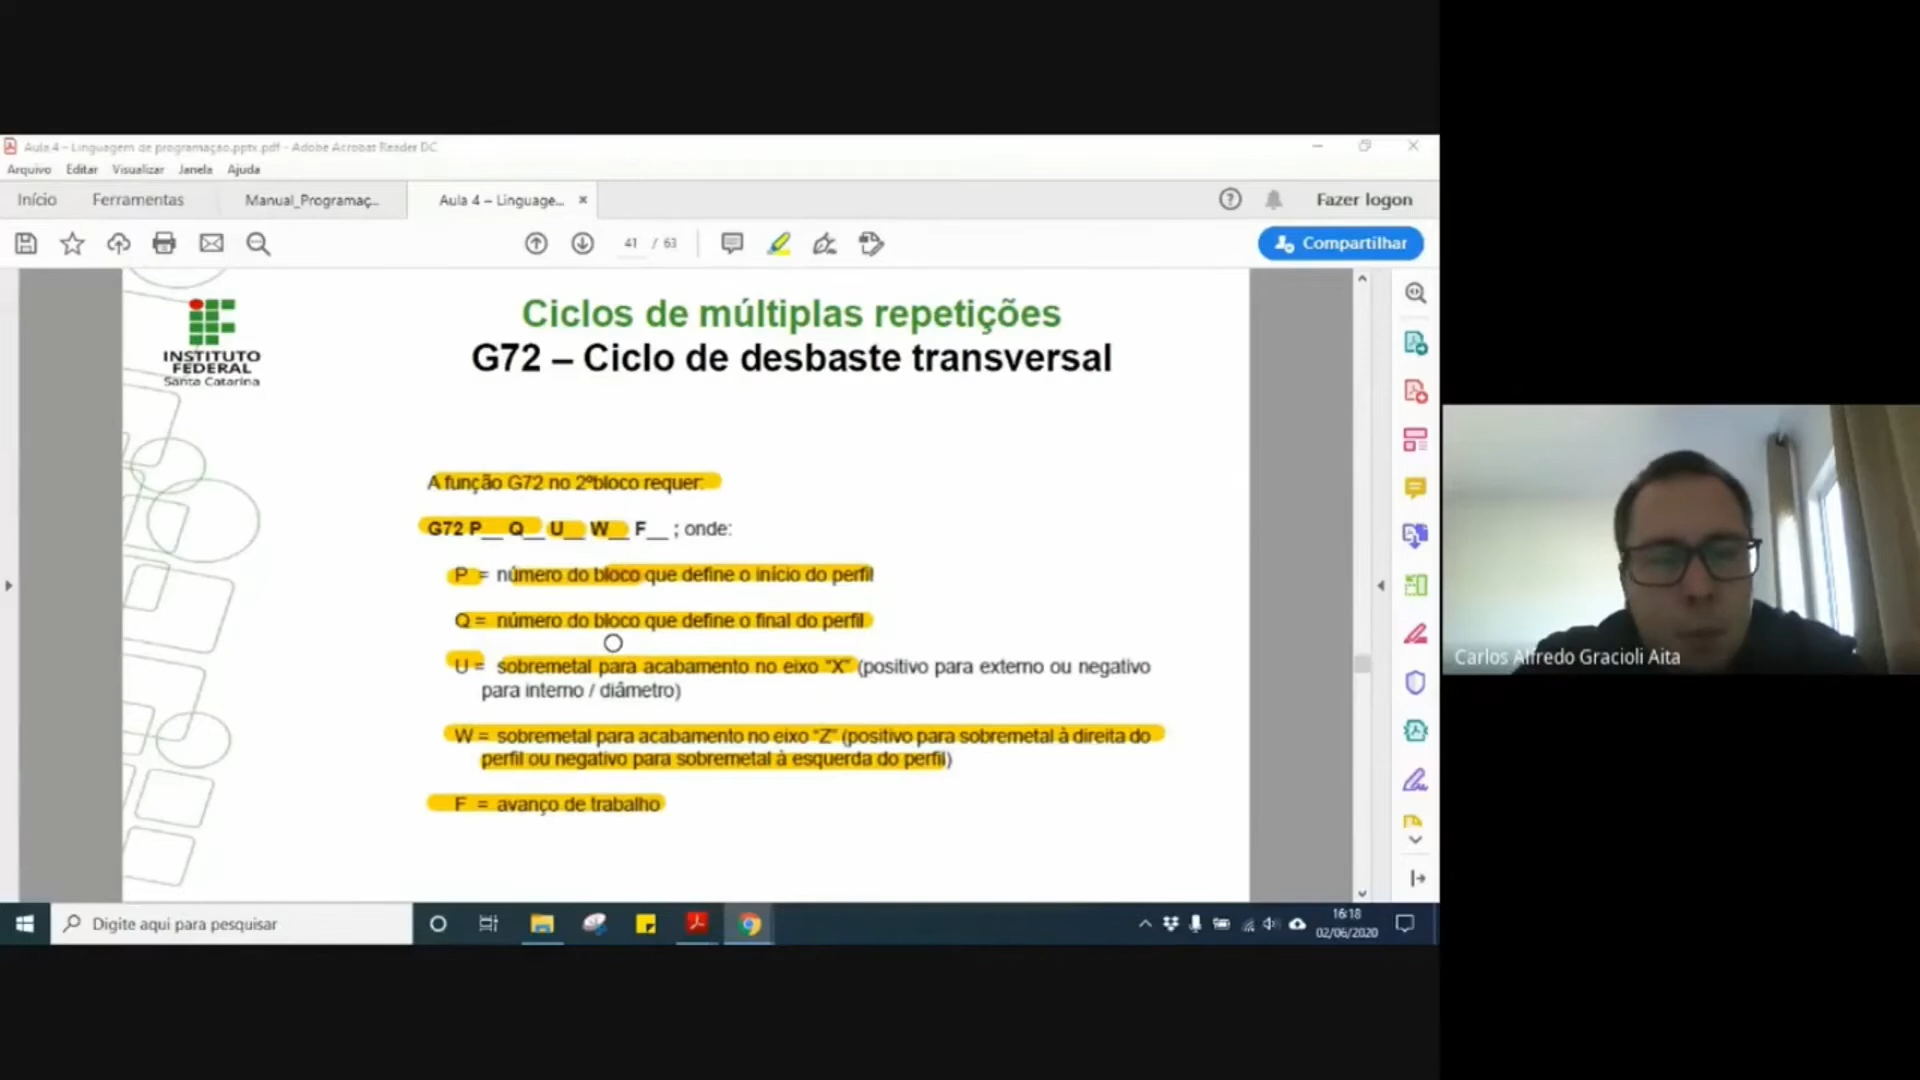 Aula 4 – Linguagem de programação.pptx.pdf - Adobe Acrobat Reader DC
Arquivo Editar Visualizar Janela Ajuda
Início Ferramentas Manual_Programaç... Aula 4 – Linguage... × Fazer logon
41 / 63 Compartilhar
INSTITUTO
FEDERAL
Santa Catarina
Ciclos de múltiplas repetições
G72 – Ciclo de desbaste transversal
A função G72 no 2ºbloco requer:
G72 P__ Q__ U__ W__ F__ ; onde:
P = número do bloco que define o início do perfil
Q = número do bloco que define o final do perfil
U = sobremetal para acabamento no eixo “X” (positivo para externo ou negativo
para interno / diâmetro)
W = sobremetal para acabamento no eixo “Z” (positivo para sobremetal à direita do
perfil ou negativo para sobremetal à esquerda do perfil)
F = avanço de trabalho
Carlos Alfredo Gracioli Aita
Digite aqui para pesquisar
16:18
02/06/2020